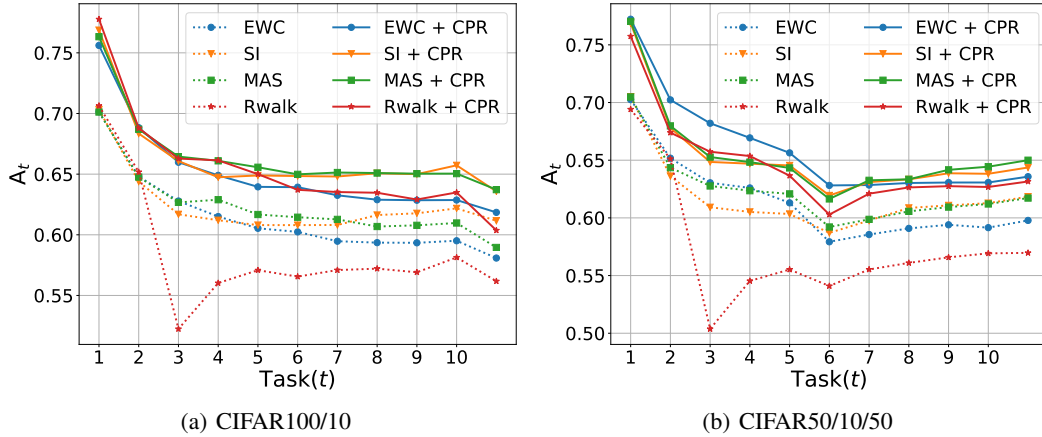 EWC
SI
MAS
Rwalk
EWC + CPR
SI + CPR
MAS + CPR
Rwalk + CPR
A_t
0.75
0.70
0.65
0.60
0.55
1 2 3 4 5 6 7 8 9 10
Task(t)
(a) CIFAR100/10
EWC
SI
MAS
Rwalk
EWC + CPR
SI + CPR
MAS + CPR
Rwalk + CPR
A_t
0.75
0.70
0.65
0.60
0.55
0.50
1 2 3 4 5 6 7 8 9 10
Task(t)
(b) CIFAR50/10/50